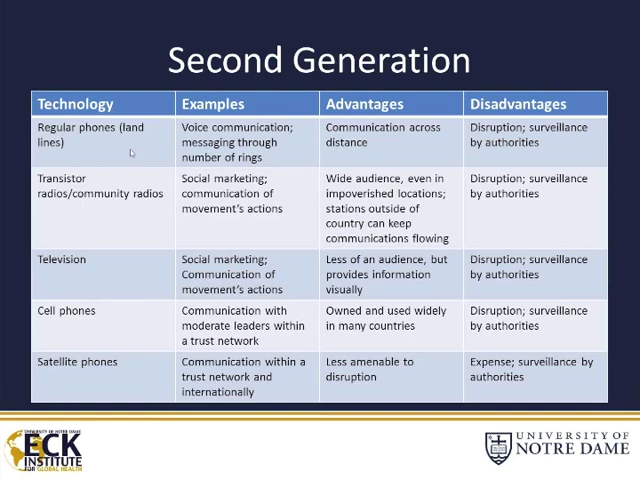 Second Generation
Technology Examples Advantages Disadvantages
Regular phones (land
lines)
Voice communication;
messaging through
number of rings
Communication across
distance
Disruption; surveillance
by authorities
Transistor
radios/community radios
Social marketing;
communication of
movement's actions
Wide audience, even in
impoverished locations;
stations outside of
country can keep
communications flowing
Disruption; surveillance
by authorities
Television
Social marketing;
Communication of
movement's actions
Less of an audience, but
provides information
visually
Disruption; surveillance
by authorities
Cell phones
Communication with
moderate leaders within
a trust network
Owned and used widely
in many countries
Disruption; surveillance
by authorities
Satellite phones
Communication within a
trust network and
internationally
Less amenable to
disruption
Expense; surveillance by
authorities
UNIVERSITY OF NOTRE DAME
ECK
INSTITUTE
FOR GLOBAL HEALTH
UNIVERSITY OF
NOTRE DAME